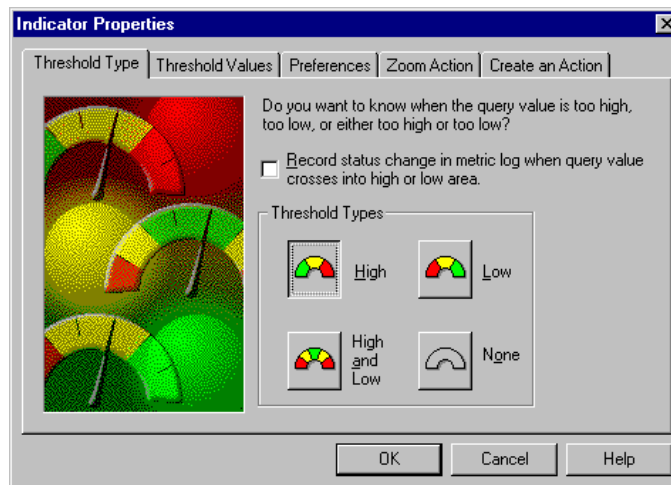 Indicator Properties
Threshold Type
Threshold Values
Preferences
Zoom Action
Create an Action
Do you want to know when the query value is too high,
too low, or either too high or too low?
Record status change in metric log when query value
crosses into high or low area.
Threshold Types
High
Low
High
and
Low
None
OK
Cancel
Help